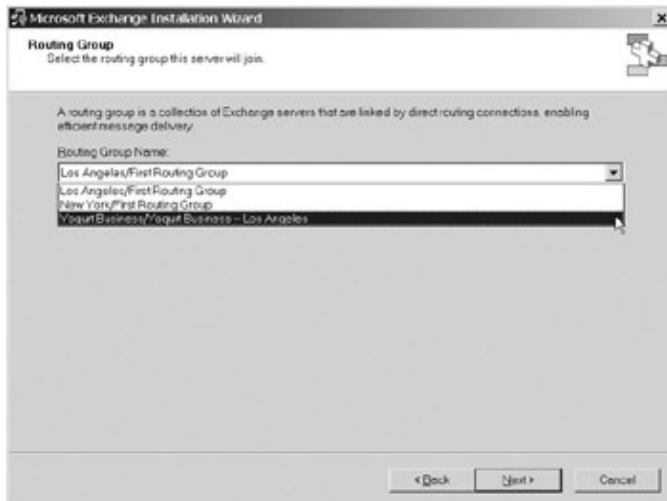 Microsoft Exchange Installation Wizard
Routing Group
Select the routing group this server will join.
A routing group is a collection of Exchange servers that are linked by direct routing connections, enabling
efficient message delivery.
Routing Group Name:
Los Angeles/First Routing Group
Los Angeles/First Routing Group
New York/First Routing Group
Yogurt Business/Yogurt Business – Los Angeles
< Back
Next >
Cancel